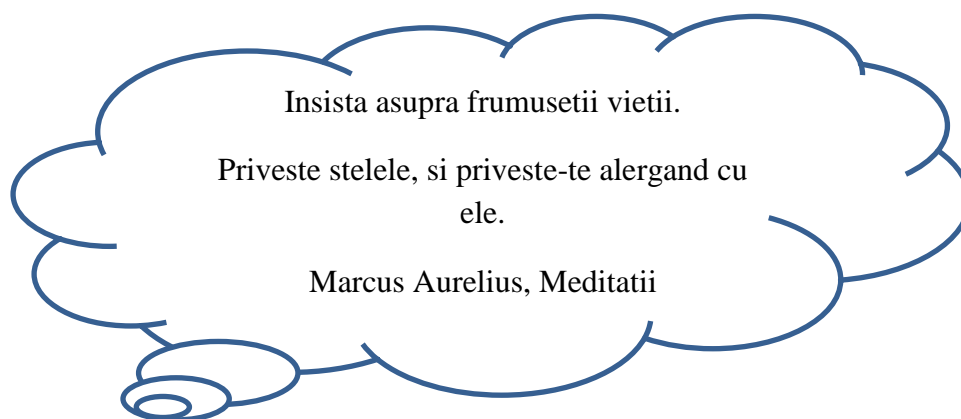 Insista asupra frumusetii vietii.
Priveste stelele, si priveste-te alergand cu
ele.
Marcus Aurelius, Meditatii